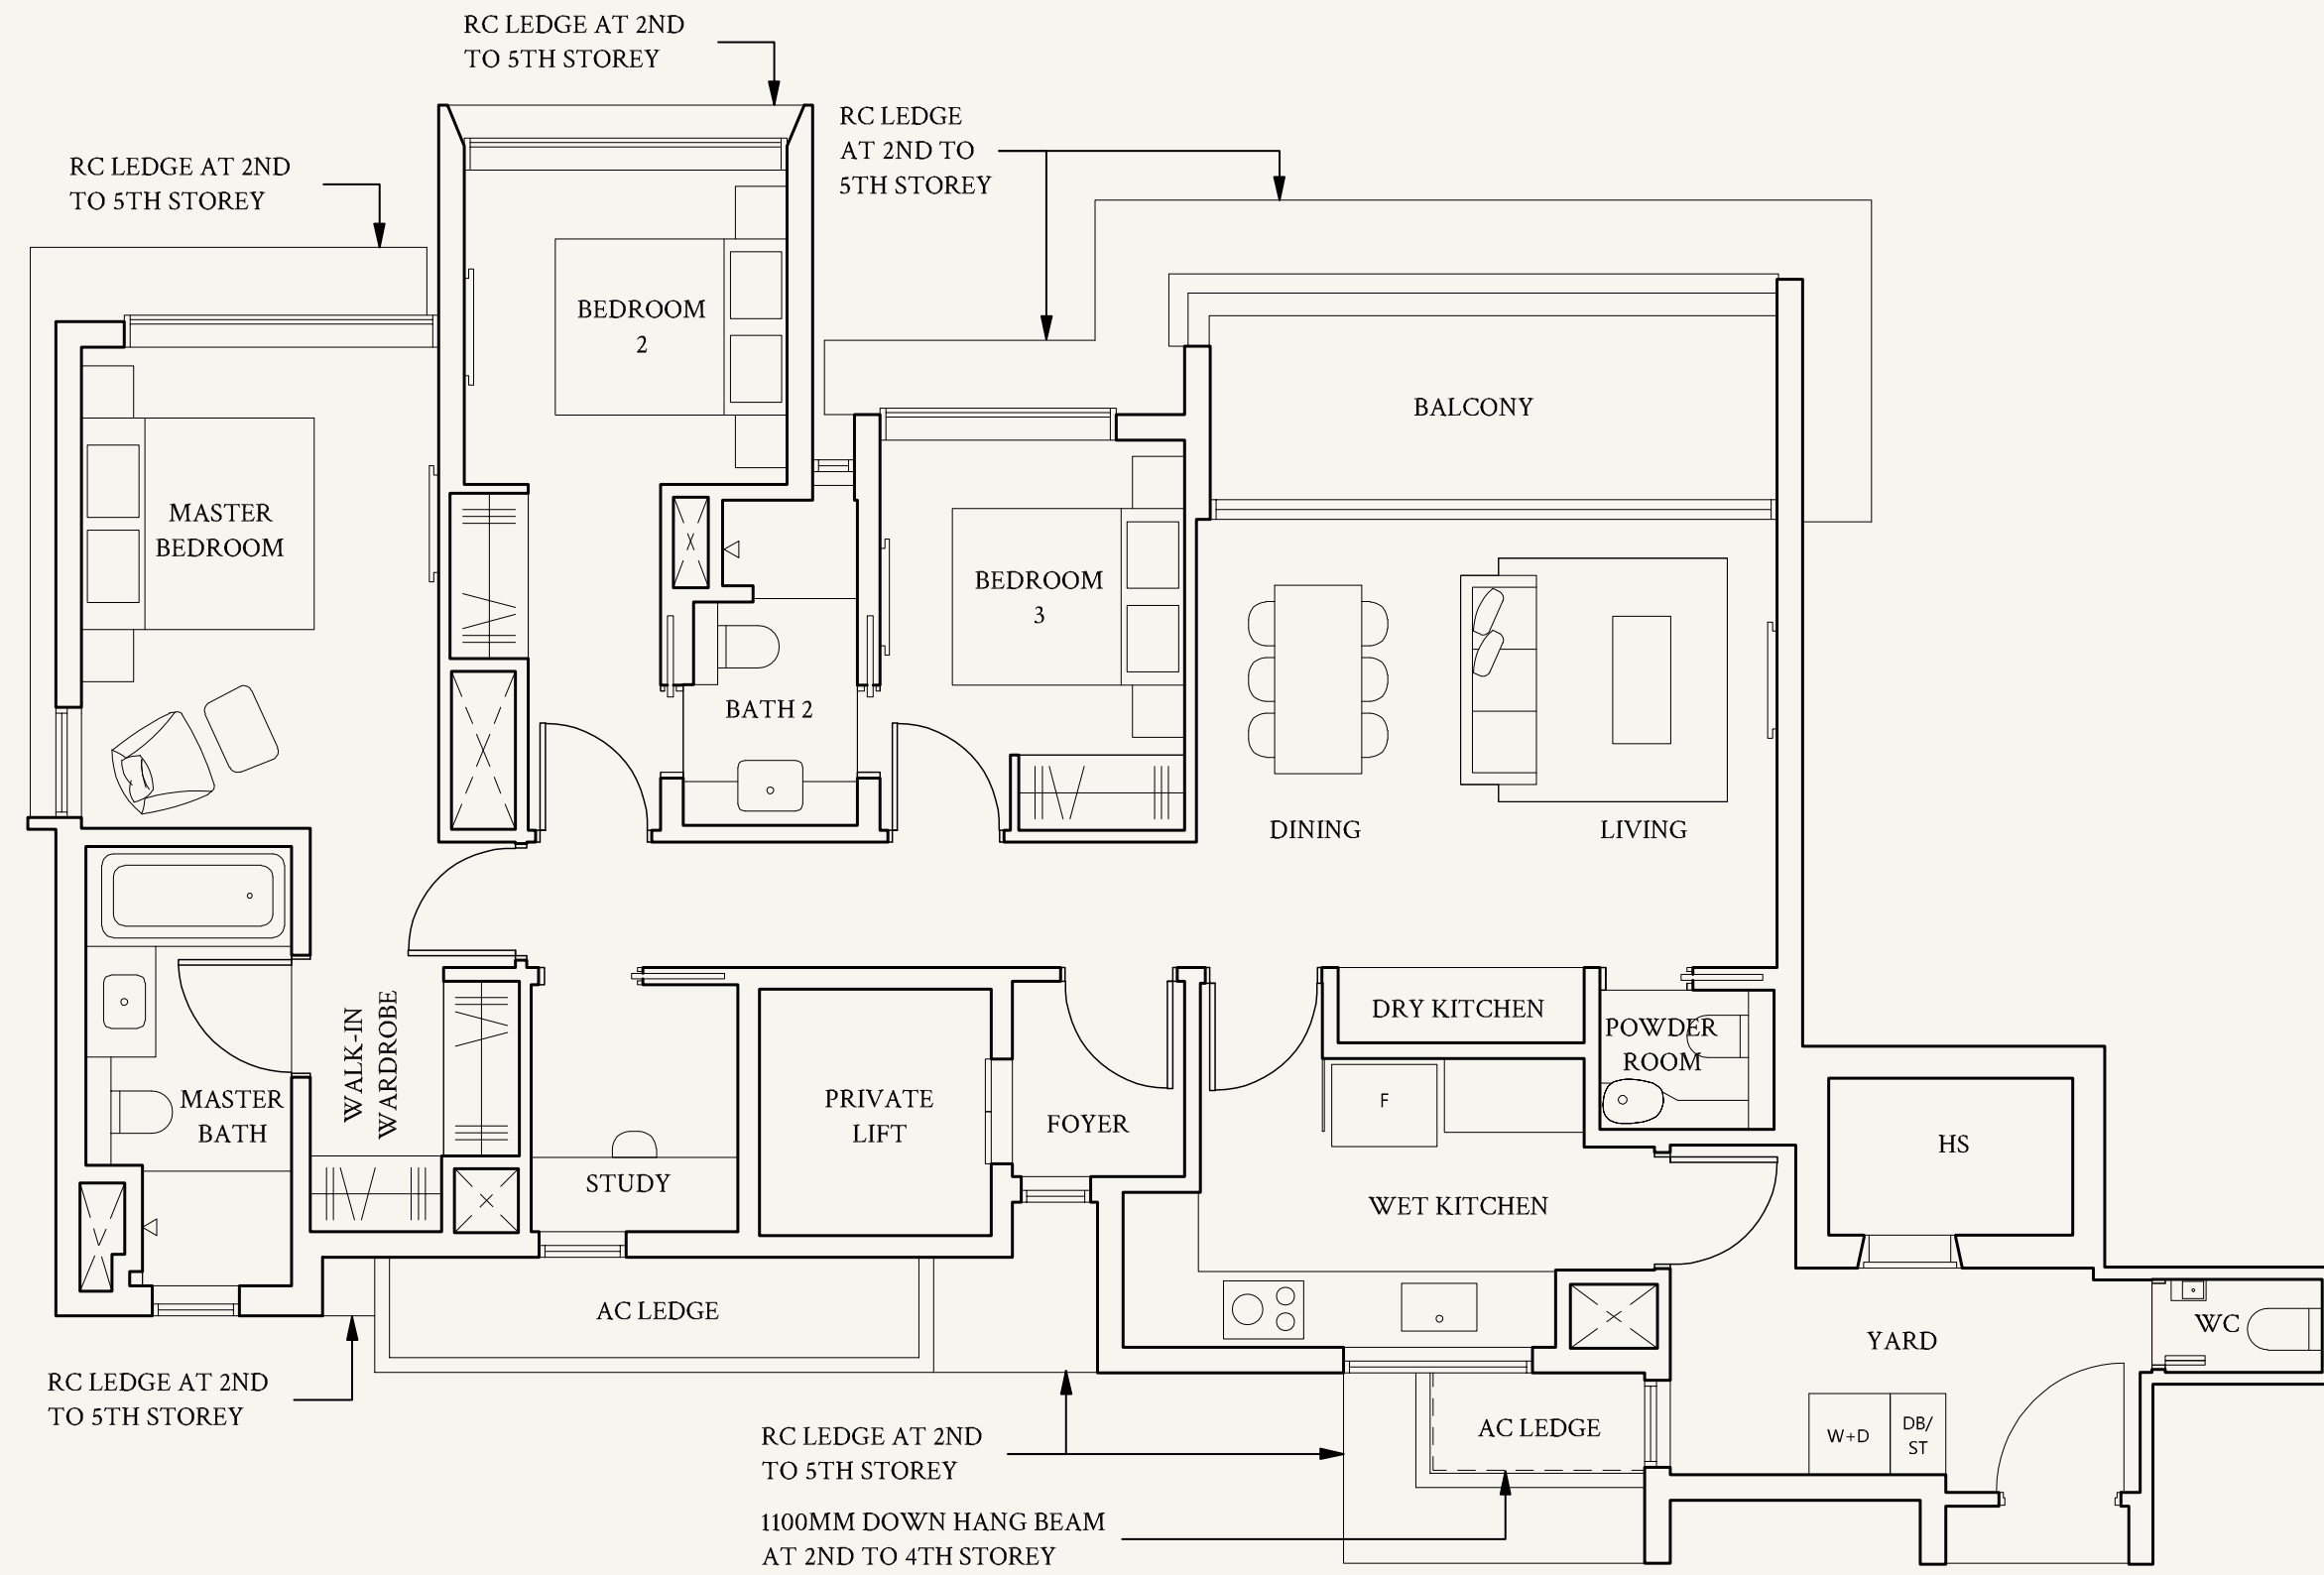 RC LEDGE AT 2ND
TO 5TH STOREY
RC LEDGE
AT 2ND TO
5TH STOREY
RC LEDGE AT 2ND
TO 5TH STOREY
BEDROOM
2
BALCONY
MASTER
BEDROOM
BEDROOM
3
BATH 2
DINING
LIVING
DRY KITCHEN
POWDER
ROOM
WALK-IN
WARDROBE
MASTER
BATH
PRIVATE
LIFT
FOYER
F
HS
STUDY
WET KITCHEN
AC LEDGE
WC
YARD
RC LEDGE AT 2ND
TO 5TH STOREY
AC LEDGE
W+D
DB/
ST
RC LEDGE AT 2ND
TO 5TH STOREY
1100MM DOWN HANG BEAM
AT 2ND TO 4TH STOREY